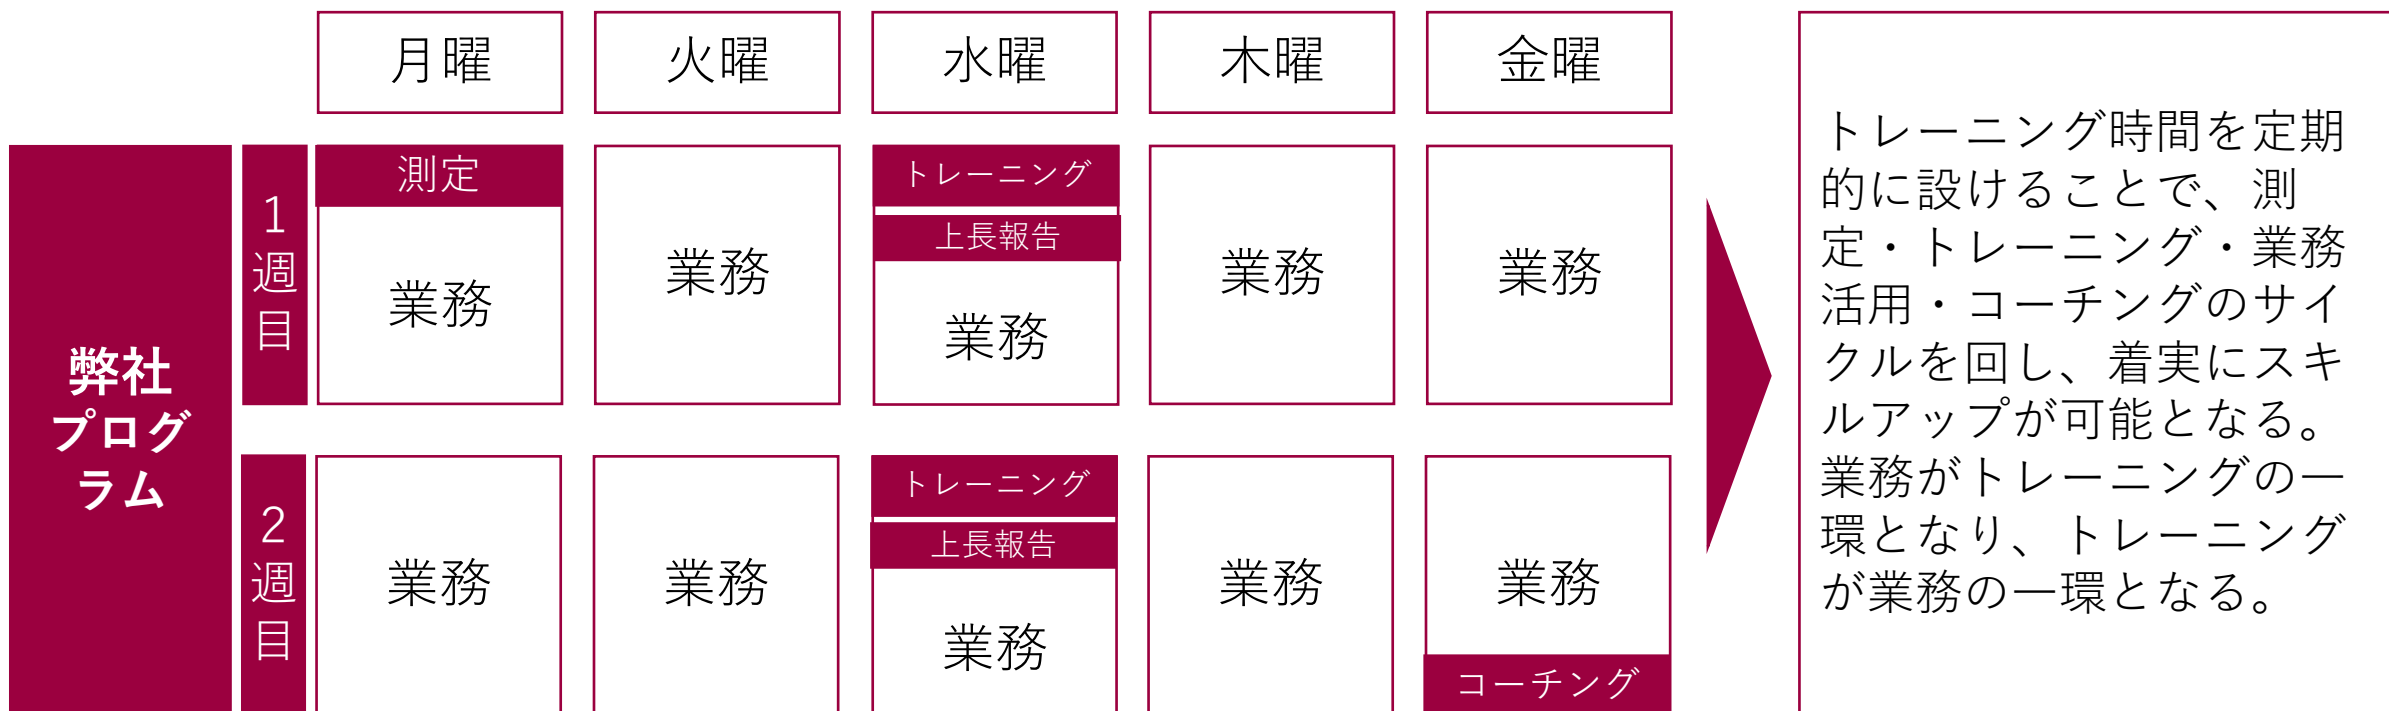 月曜 火曜 水曜 木曜 金曜
弊社
プログ
ラム
1週目
測定
業務
業務
トレーニング
上長報告
業務
業務
業務
2週目
業務
業務
トレーニング
上長報告
業務
業務
業務
コーチング
トレーニング時間を定期
的に設けることで、測
定・トレーニング・業務
活用・コーチングのサイ
クルを回し、着実にスキ
ルアップが可能となる。
業務がトレーニングの一
環となり、トレーニング
が業務の一環となる。